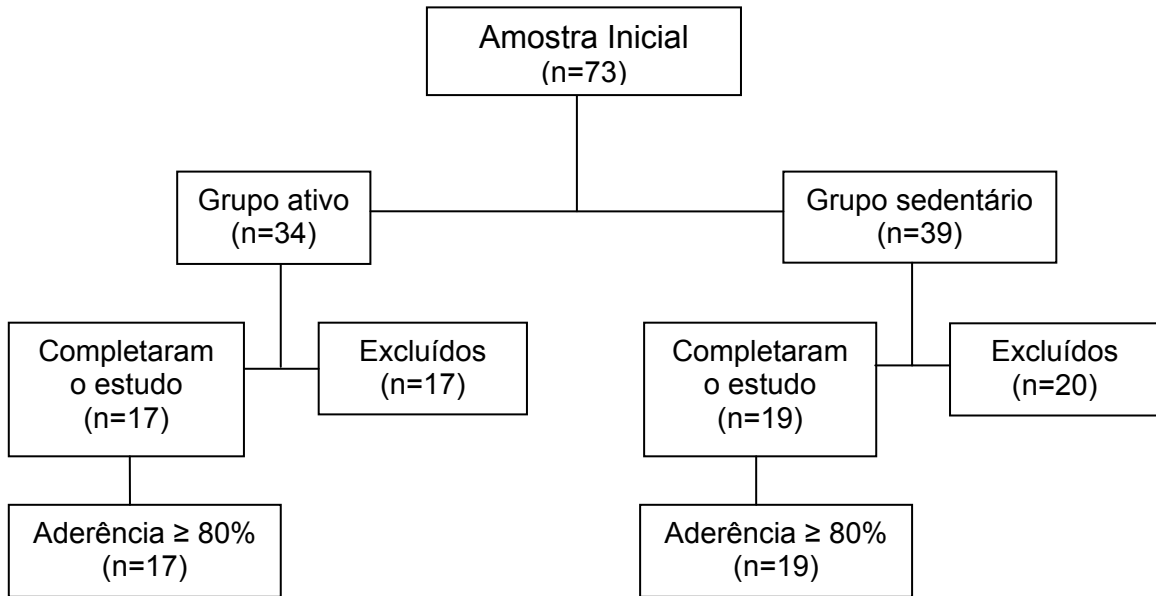 Amostra Inicial
(n=73)
Grupo ativo
(n=34)
Grupo sedentário
(n=39)
Completaram
o estudo
(n=17)
Excluídos
(n=17)
Completaram
o estudo
(n=19)
Excluídos
(n=20)
Aderência ≥ 80%
(n=17)
Aderência ≥ 80%
(n=19)